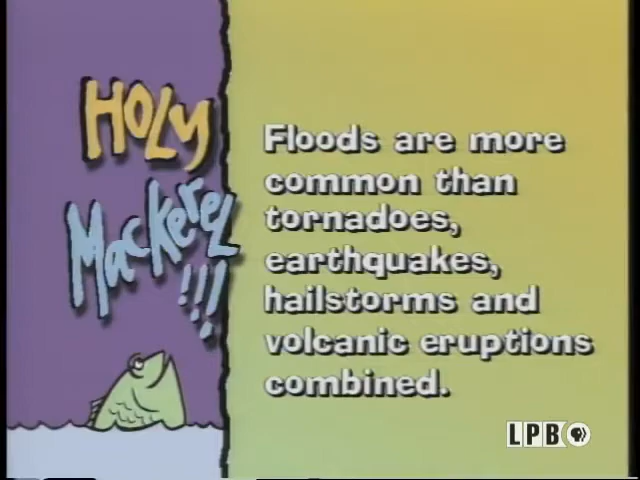 HOLY
MacKereL
!!!
Floods are more
common than
tornadoes,
earthquakes,
hailstorms and
volcanic eruptions
combined.
LPB